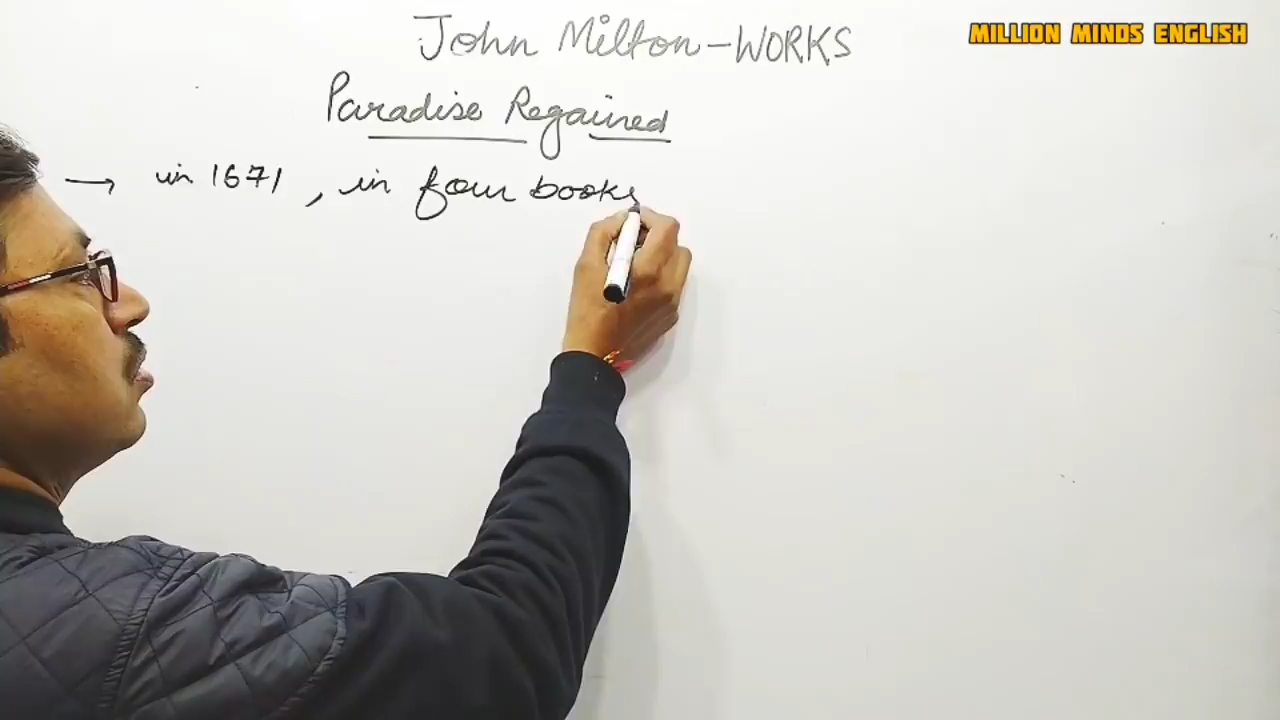 John Milton - WORKS
MILLION MINDS ENGLISH
Paradise Regained
→ in 1671, in four books